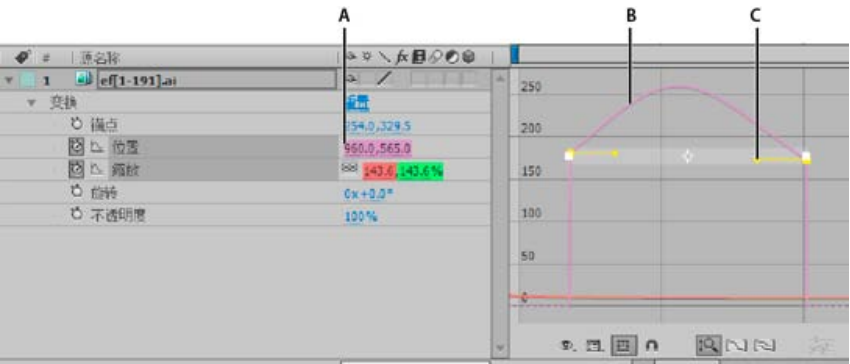 A B C
# 源名称 fx
1 ef[1-191].ai
变换
锚点 354.0,329.5
位置 960.0,565.0
缩放 143.6,143.6%
旋转 0x+0.0°
不透明度 100%
250
200
150
100
50
0